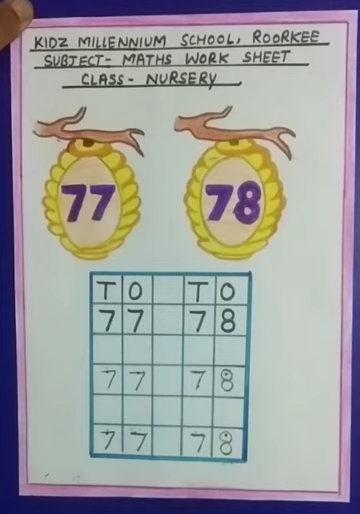 KIDZ MILLENNIUM SCHOOL, ROORKEE
SUBJECT- MATHS WORK SHEET
CLASS- NURSERY
77 78
T O T O
7 7 7 8
7 7 7 8
7 7 7 8